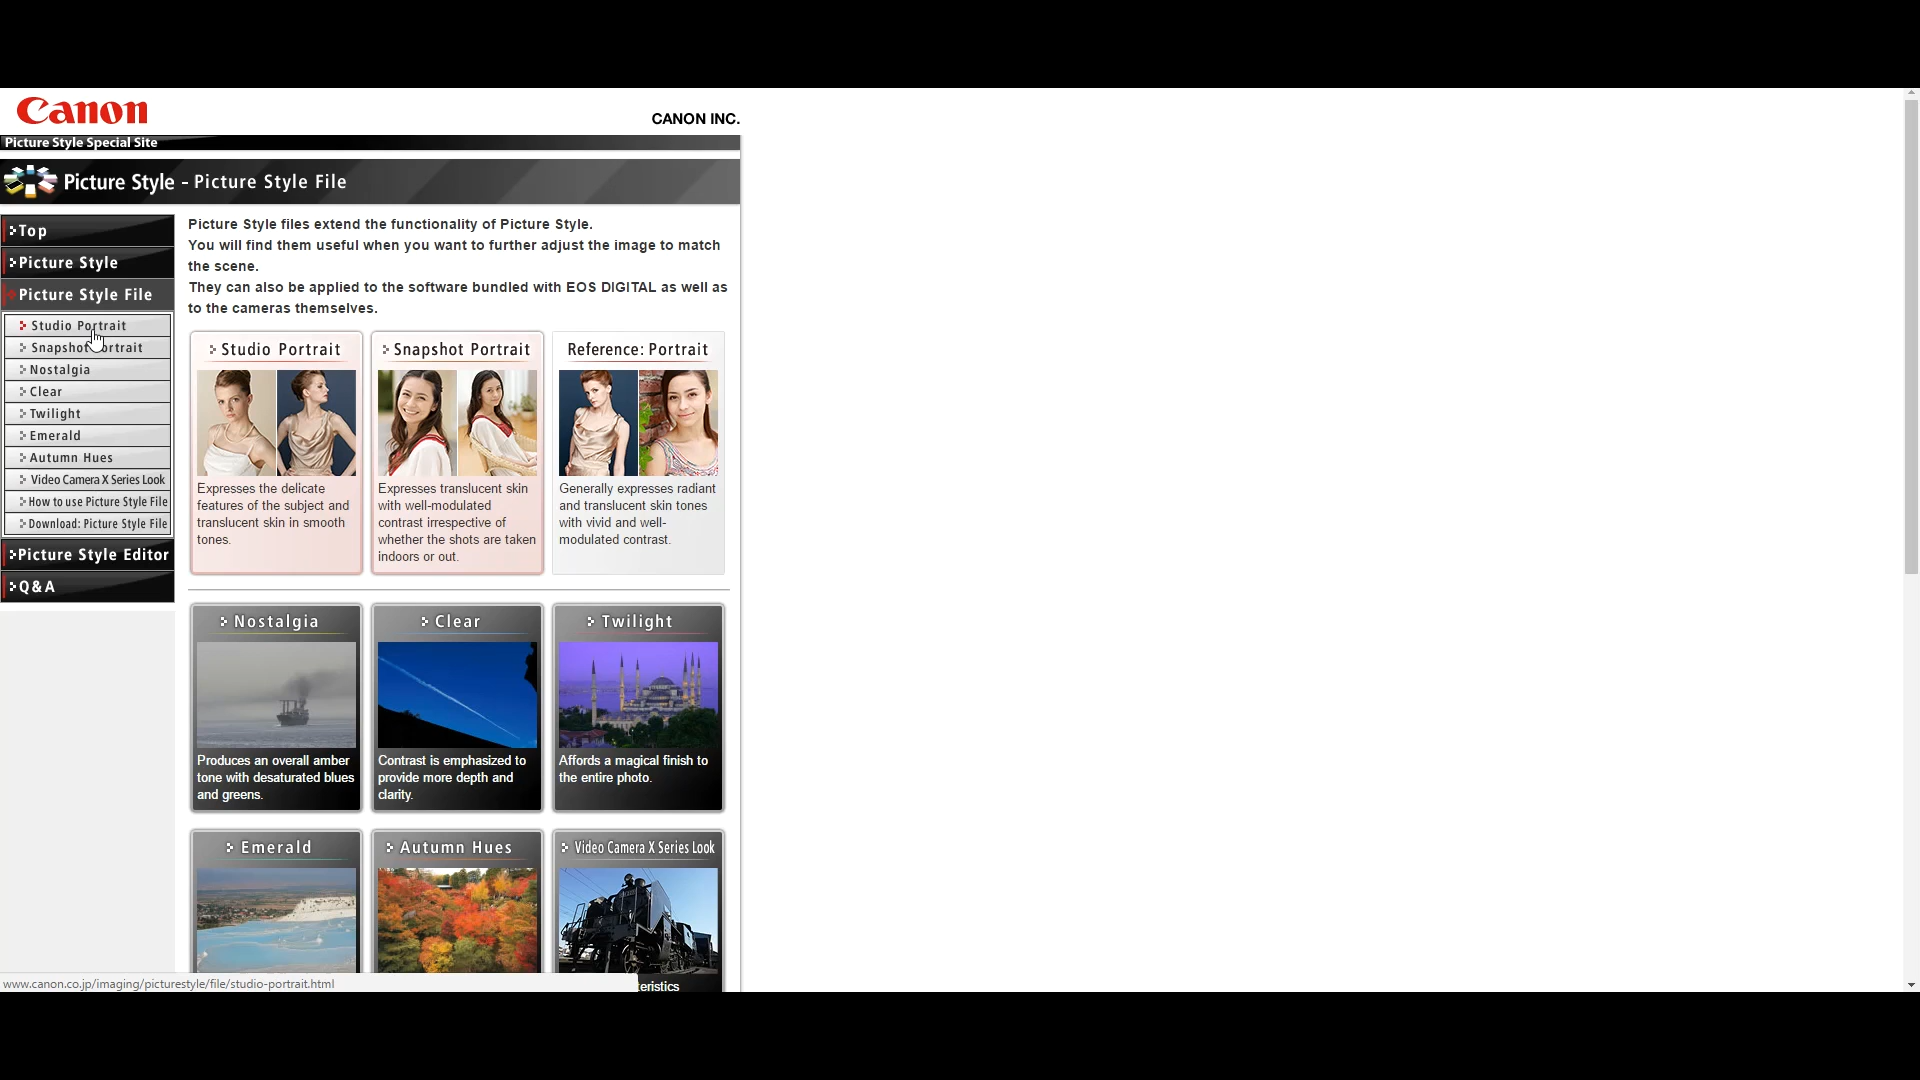 Canon
CANON INC.
Picture Style Special Site
Picture Style - Picture Style File
Top
Picture Style
Picture Style File
Studio Portrait
Snapshot
Nostalgia
Clear
Twilight
Emerald
Autumn Hues
Video Camera X Series Look
How to use Picture Style File
Download: Picture Style File
Picture Style Editor
Q&A
Picture Style files extend the functionality of Picture Style.
You will find them useful when you want to further adjust the image to match
the scene.
They can also be applied to the software bundled with EOS DIGITAL as well as
to the cameras themselves.
Studio Portrait
Expresses the delicate
features of the subject and
translucent skin in smooth
tones.
Snapshot Portrait
Expresses translucent skin
with well-modulated
contrast irrespective of
whether the shots are taken
indoors or out.
Reference: Portrait
Generally expresses radiant
and translucent skin tones
with vivid and well-
modulated contrast.
Nostalgia
Produces an overall amber
tone with desaturated blues
and greens.
Clear
Contrast is emphasized to
provide more depth and
clarity.
Twilight
Affords a magical finish to
the entire photo.
Emerald
Autumn Hues
Video Camera X Series Look
www.canon.co.jp/imaging/picturestyle/file/studio-portrait.html